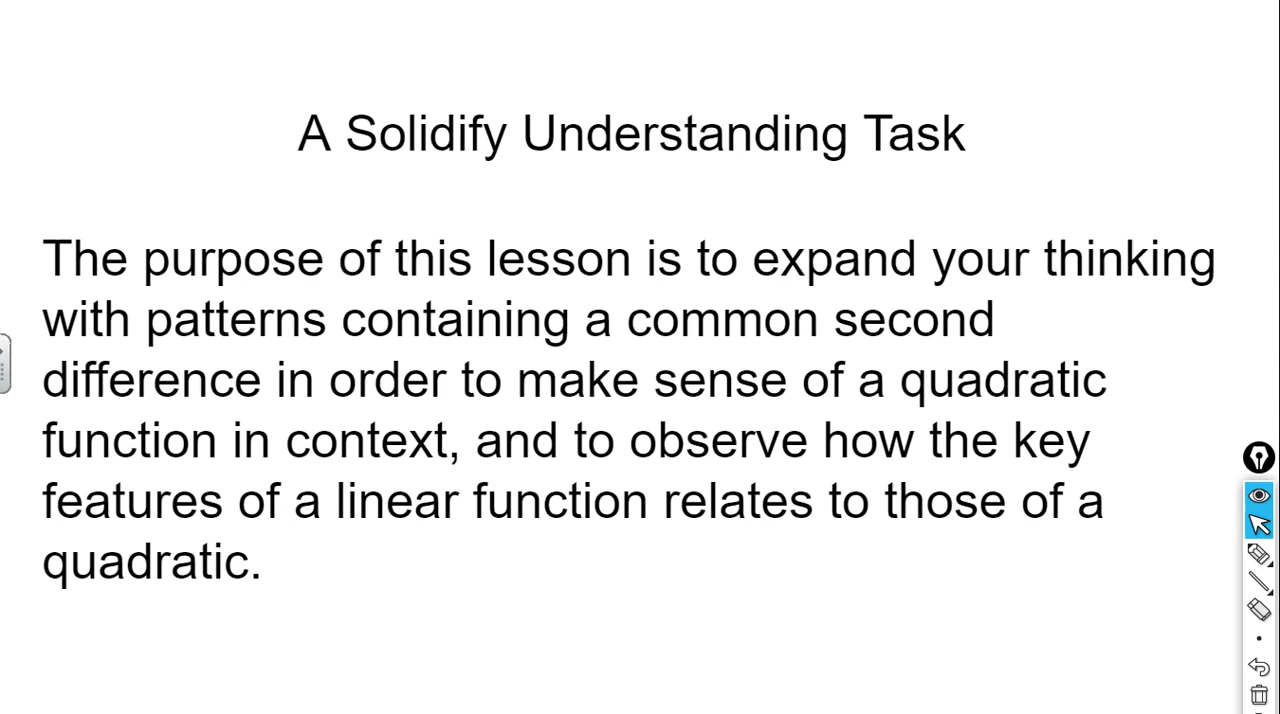 A Solidify Understanding Task
The purpose of this lesson is to expand your thinking
with patterns containing a common second
difference in order to make sense of a quadratic
function in context, and to observe how the key
features of a linear function relates to those of a
quadratic.